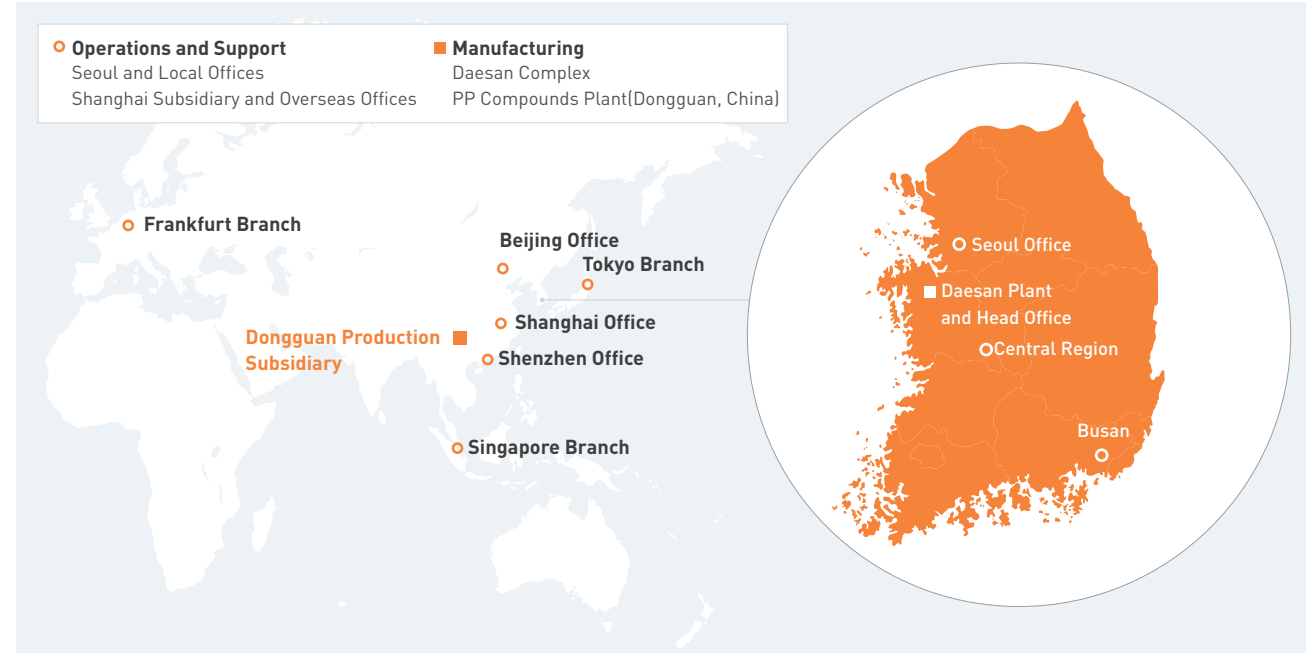 Operations and Support
Seoul and Local Offices
Shanghai Subsidiary and Overseas Offices
Manufacturing
Daesan Complex
PP Compounds Plant(Dongguan, China)
Frankfurt Branch
Beijing Office
Tokyo Branch
Shanghai Office
Dongguan Production
Subsidiary
Shenzhen Office
Singapore Branch
Seoul Office
Daesan Plant
and Head Office
Central Region
Busan